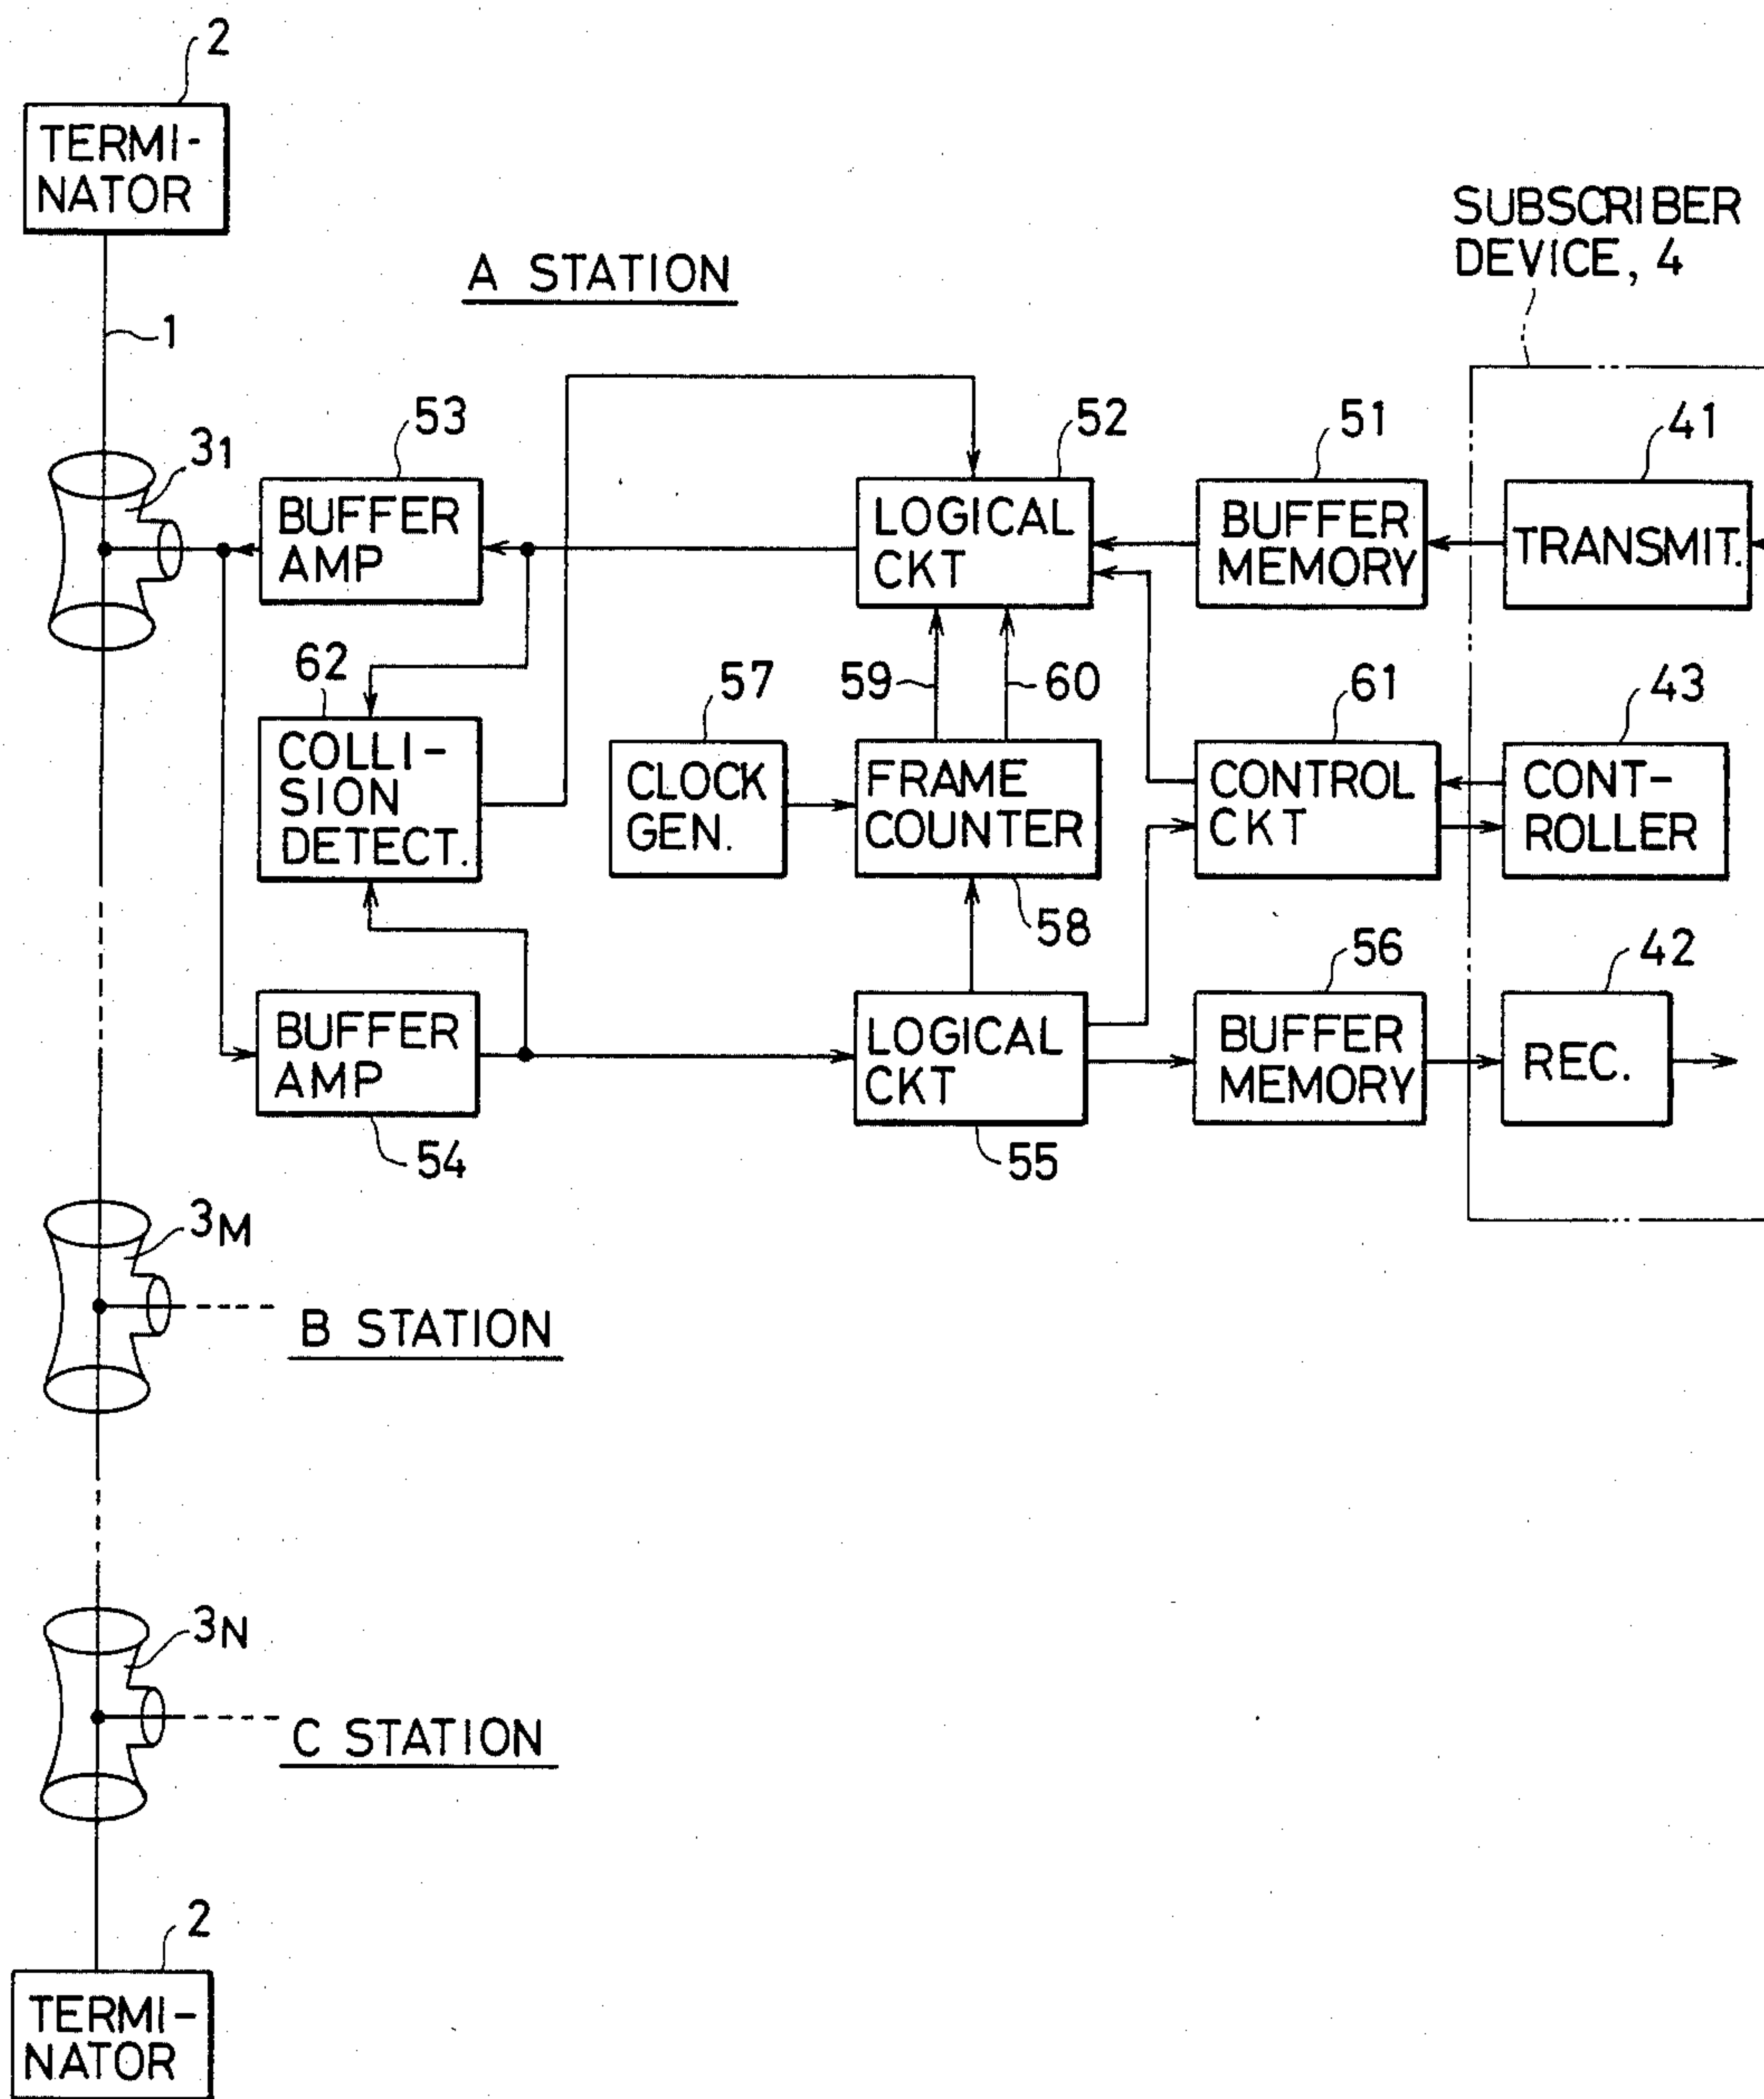 2
TERMI-
NATOR
SUBSCRIBER
DEVICE, 4
A STATION
1
53
52
51
41
31
BUFFER
AMP
LOGICAL
CKT
BUFFER
MEMORY
TRANSMIT.
62
57
59
60
61
43
COLLI-
SION
DETECT.
CLOCK
GEN.
FRAME
COUNTER
CONTROL
CKT
CONT-
ROLLER
58
56
42
BUFFER
AMP
LOGICAL
CKT
BUFFER
MEMORY
REC.
54
55
3M
B STATION
3N
C STATION
2
TERMI-
NATOR